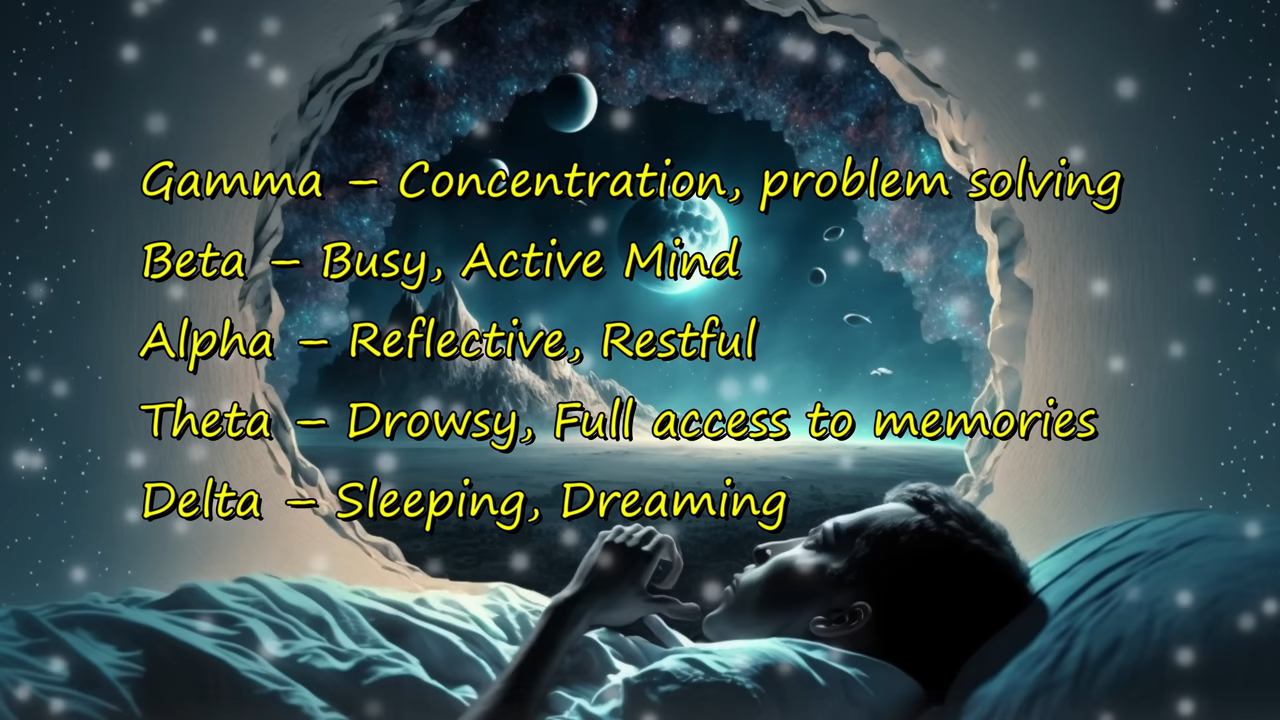 Gamma – Concentration, problem solving
Beta – Busy, Active Mind
Alpha – Reflective, Restful
Theta – Drowsy, Full access to memories
Delta – Sleeping, Dreaming